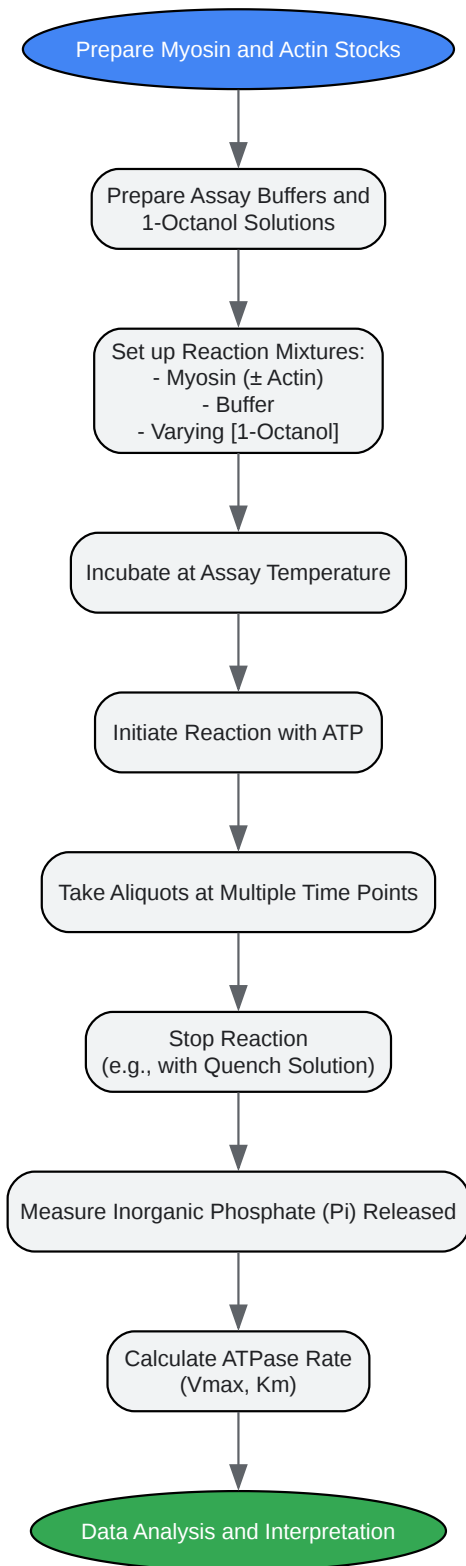 Prepare Myosin and Actin Stocks
Prepare Assay Buffers and
1-Octanol Solutions
Set up Reaction Mixtures:
- Myosin (± Actin)
- Buffer
- Varying [1-Octanol]
Incubate at Assay Temperature
Initiate Reaction with ATP
Take Aliquots at Multiple Time Points
Stop Reaction
(e.g., with Quench Solution)
Measure Inorganic Phosphate (Pi) Released
Calculate ATPase Rate
(Vmax, Km)
Data Analysis and Interpretation